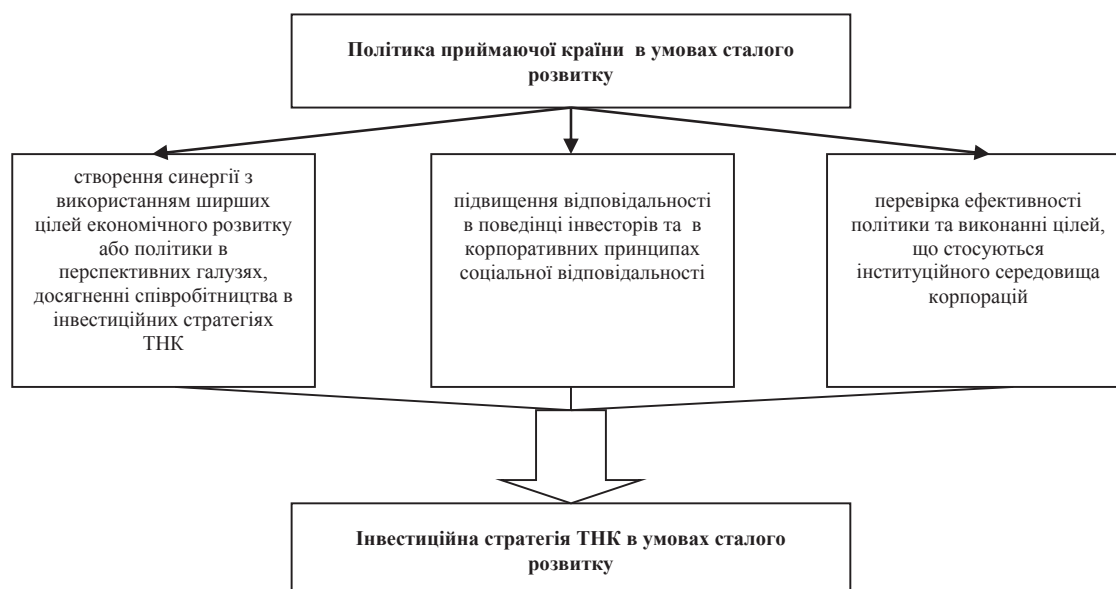 Політика приймаючої країни в умовах сталого
розвитку
створення синергії з
використанням ширших
цілей економічного розвитку
або політики в
перспективних галузях,
досягненні співробітництва в
інвестиційних стратегіях
ТНК
підвищення відповідальності
в поведінці інвесторів та в
корпоративних принципах
соціальної відповідальності
перевірка ефективності
політики та виконанні цілей,
що стосуються
інституційного середовища
корпорацій
Інвестиційна стратегія ТНК в умовах сталого
розвитку